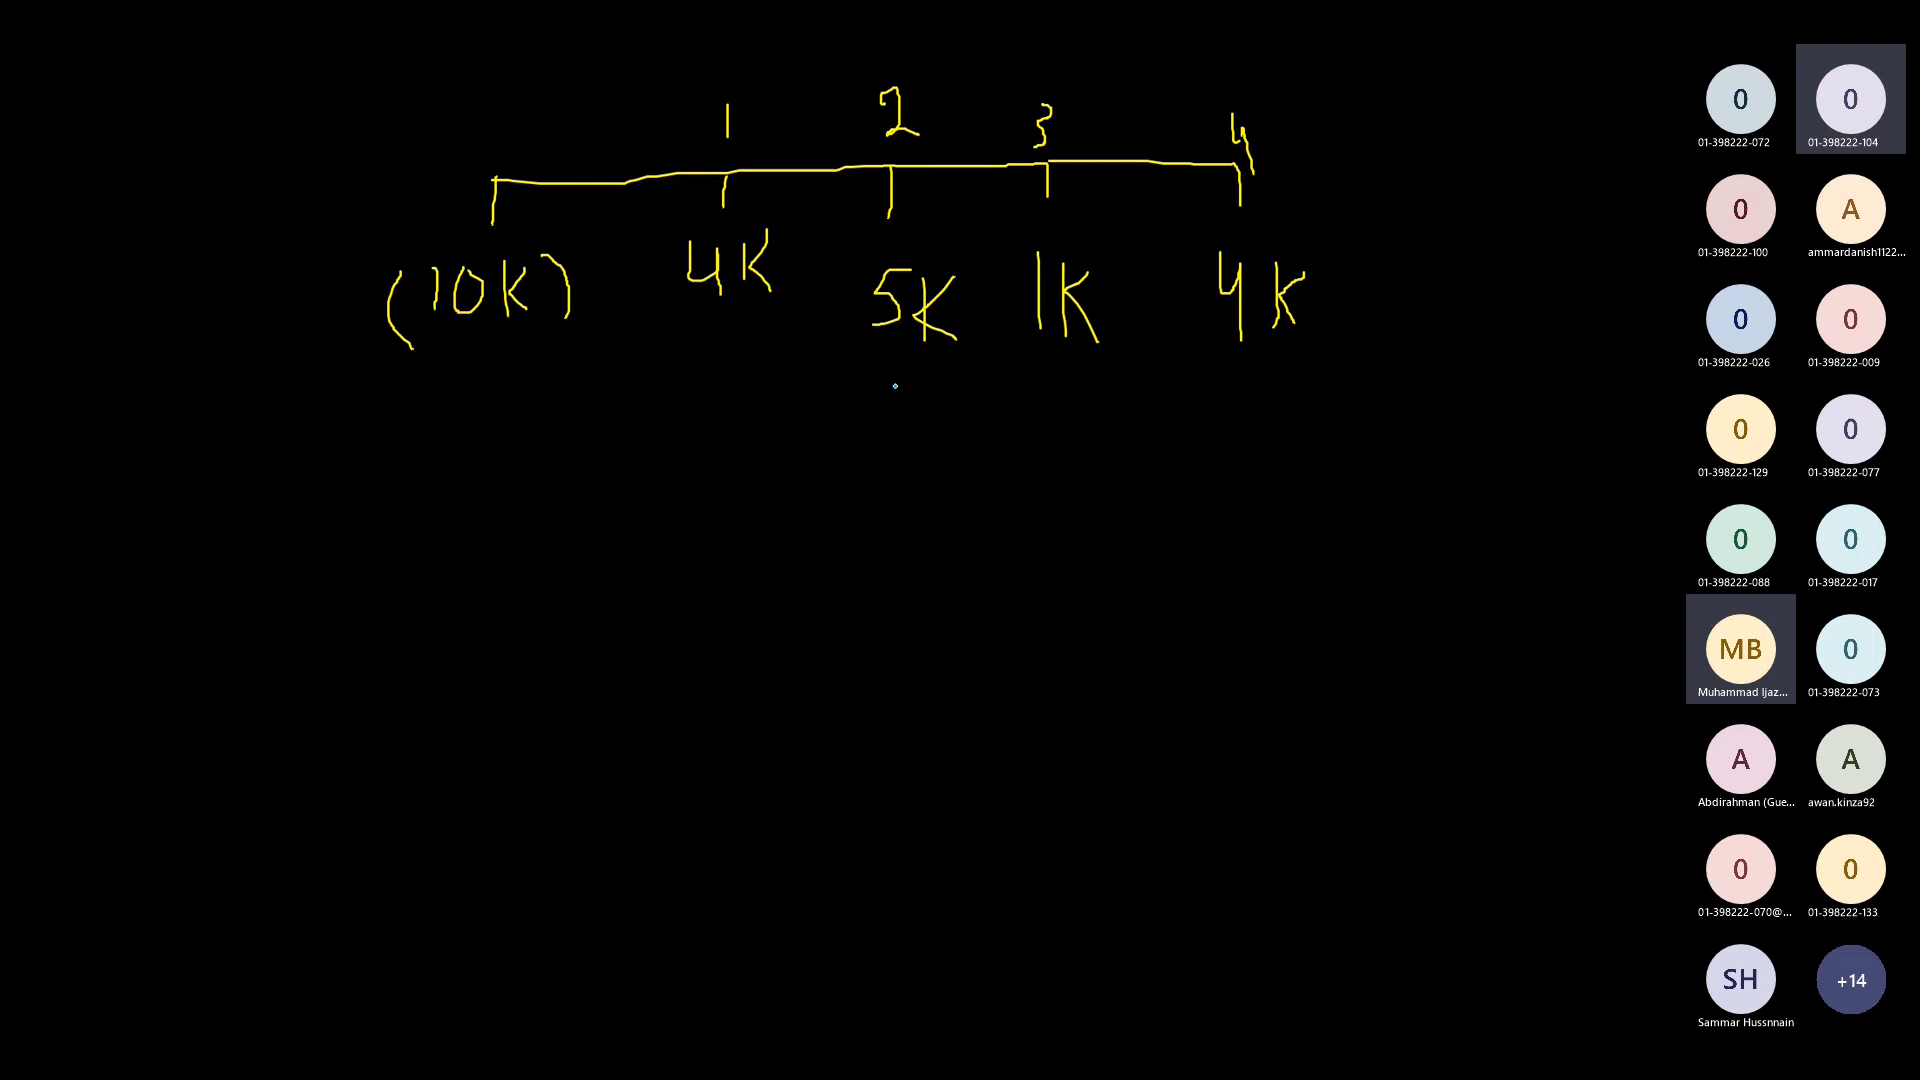 1 2 3 4
(10K) 4K 5K 1K 4K
0 0
01-398222-072 01-398222-104
0 A
01-398222-100 ammardanish1122...
0 0
01-398222-026 01-398222-009
0 0
01-398222-129 01-398222-077
0 0
01-398222-088 01-398222-017
MB 0
Muhammad Ijaz... 01-398222-073
A A
Abdirahman (Gue... awan.kinza92
0 0
01-398222-070@... 01-398222-133
SH +14
Sammar Hussnnain